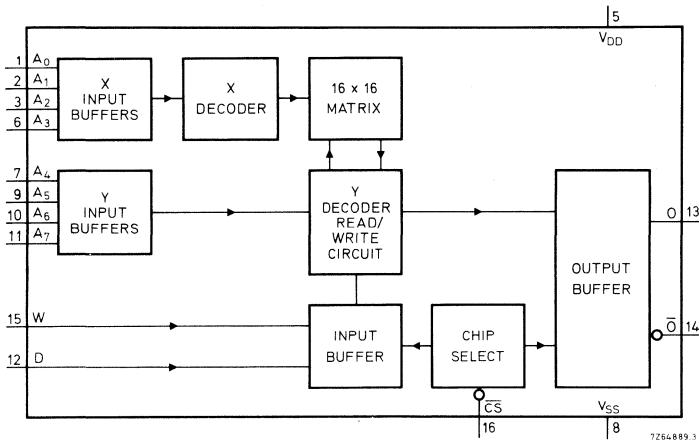 5
VDD
1 A0
2 A1
3 A2
6 A3
X
INPUT
BUFFERS
X
DECODER
16 x 16
MATRIX
7 A4
9 A5
10 A6
11 A7
Y
INPUT
BUFFERS
Y
DECODER
READ/
WRITE
CIRCUIT
OUTPUT
BUFFER
O 13
O̅ 14
15 W
12 D
INPUT
BUFFER
CHIP
SELECT
C̅S̅
16
VSS
8
7Z64889.3